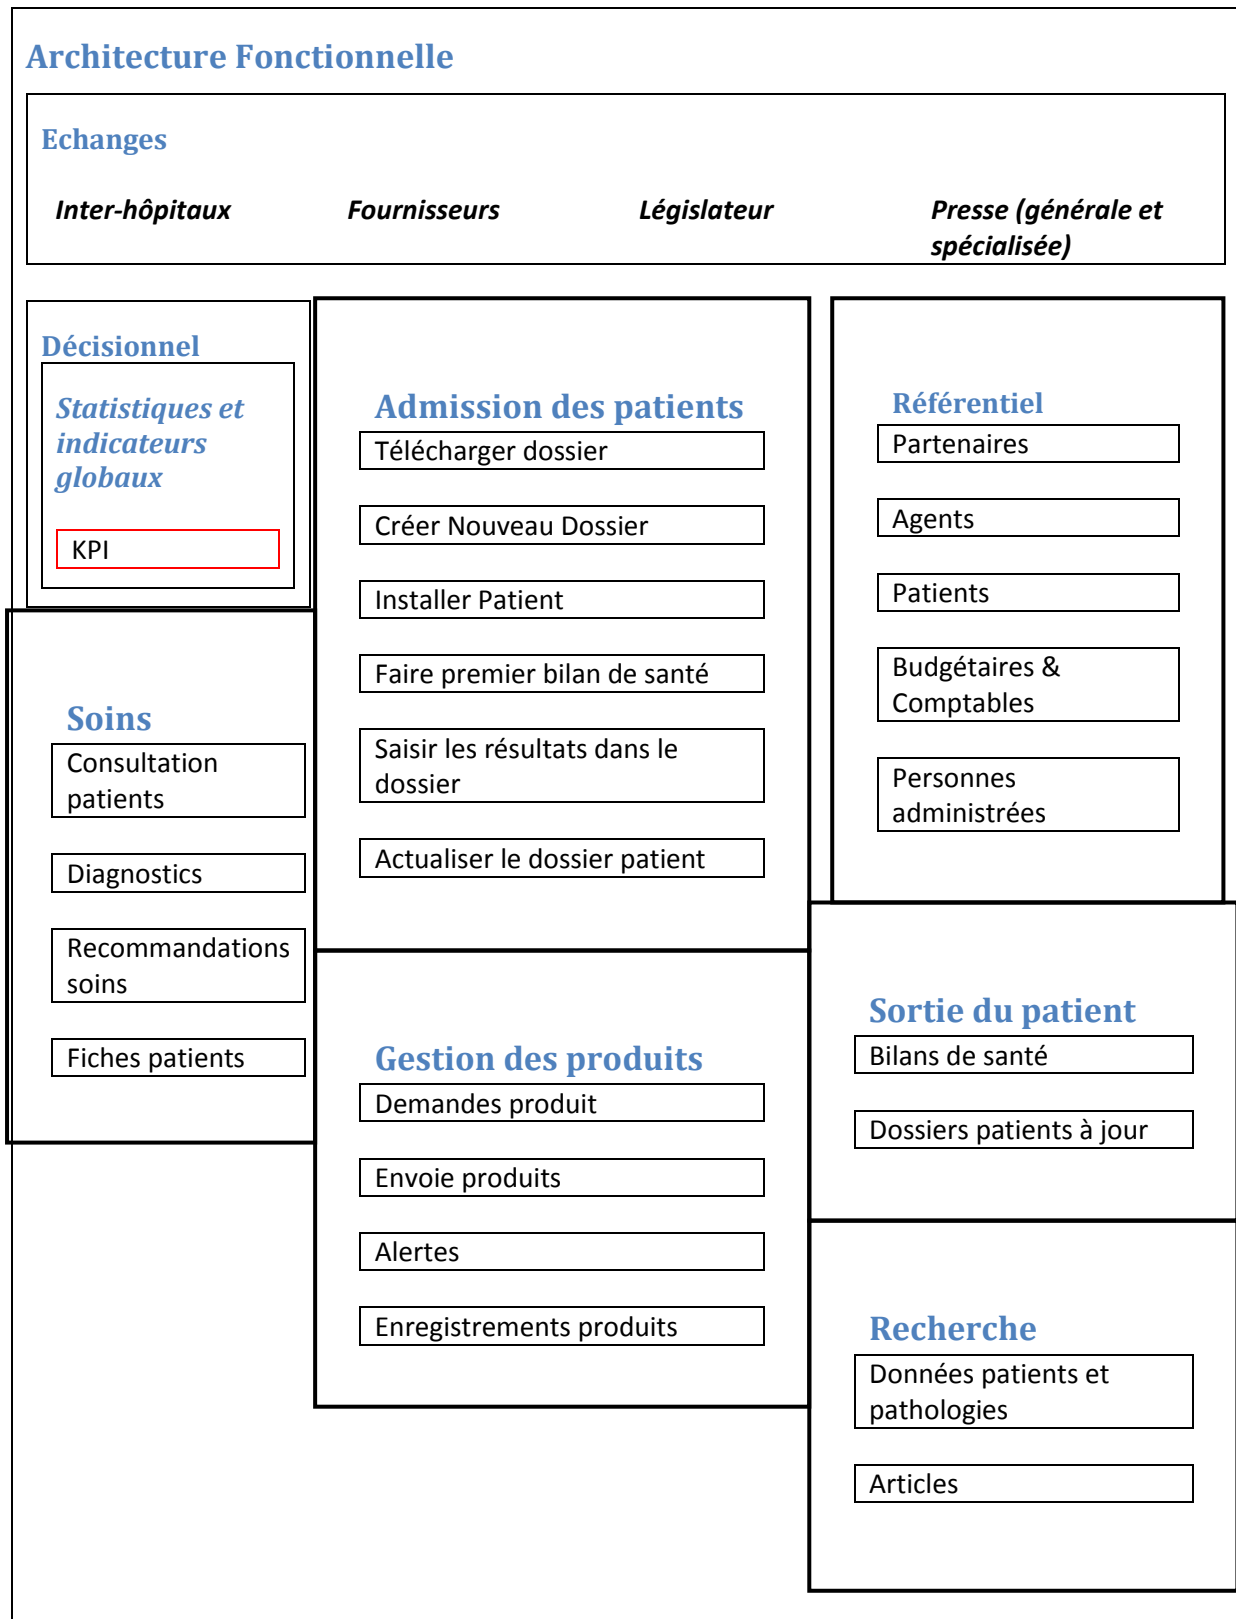 Architecture Fonctionnelle
Echanges
Inter-hôpitaux
Fournisseurs
Législateur
Presse (générale et
spécialisée)
Décisionnel
Statistiques et
indicateurs
globaux
KPI
Soins
Consultation
patients
Diagnostics
Recommandations
soins
Fiches patients
Admission des patients
Télécharger dossier
Créer Nouveau Dossier
Installer Patient
Faire premier bilan de santé
Saisir les résultats dans le
dossier
Actualiser le dossier patient
Gestion des produits
Demandes produit
Envoie produits
Alertes
Enregistrements produits
Référentiel
Partenaires
Agents
Patients
Budgétaires &
Comptables
Personnes
administrées
Sortie du patient
Bilans de santé
Dossiers patients à jour
Recherche
Données patients et
pathologies
Articles